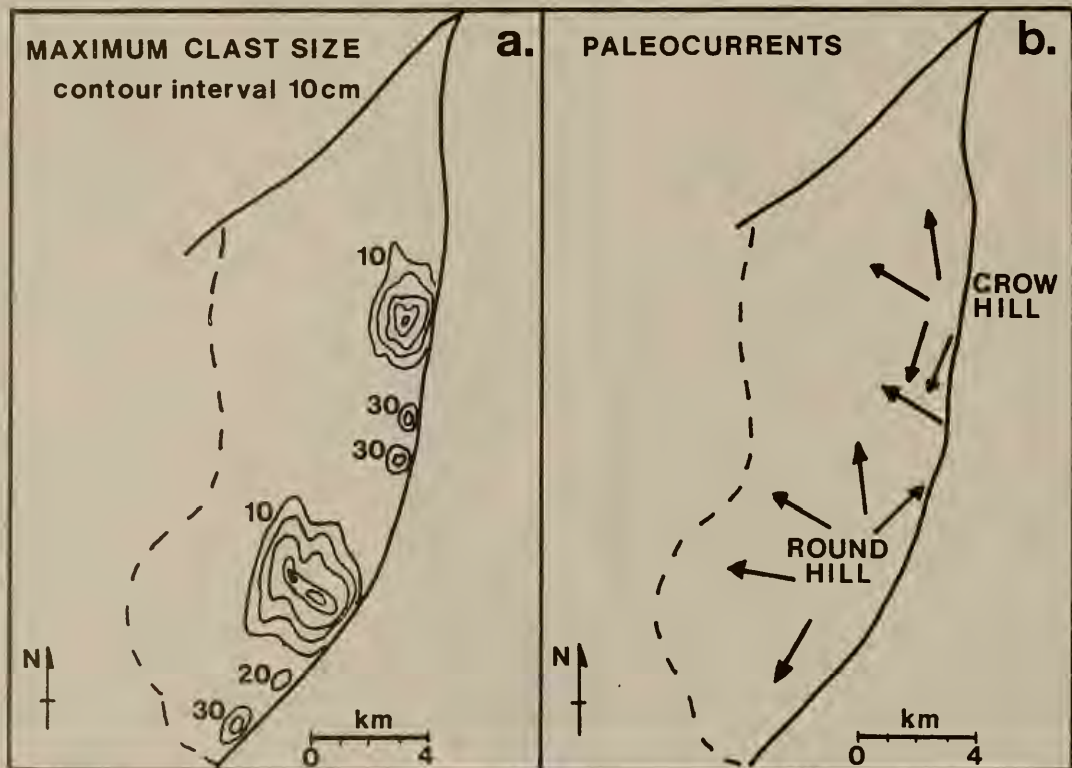 MAXIMUM CLAST SIZE
contour interval 10cm
a.
10
30
30
10
20
30
N
km
0 4
PALEOCURRENTS
b.
CROW
HILL
ROUND
HILL
N
km
0 4